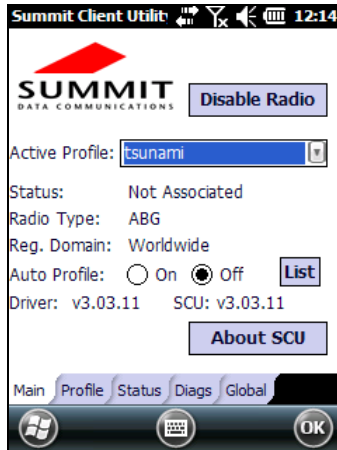 Summit Client Utilit 12:14
SUMMIT
DATA COMMUNICATIONS
Disable Radio
Active Profile: tsunami
Status: Not Associated
Radio Type: ABG
Reg. Domain: Worldwide
Auto Profile: On Off List
Driver: v3.03.11 SCU: v3.03.11
About SCU
Main Profile Status Diags Global
OK